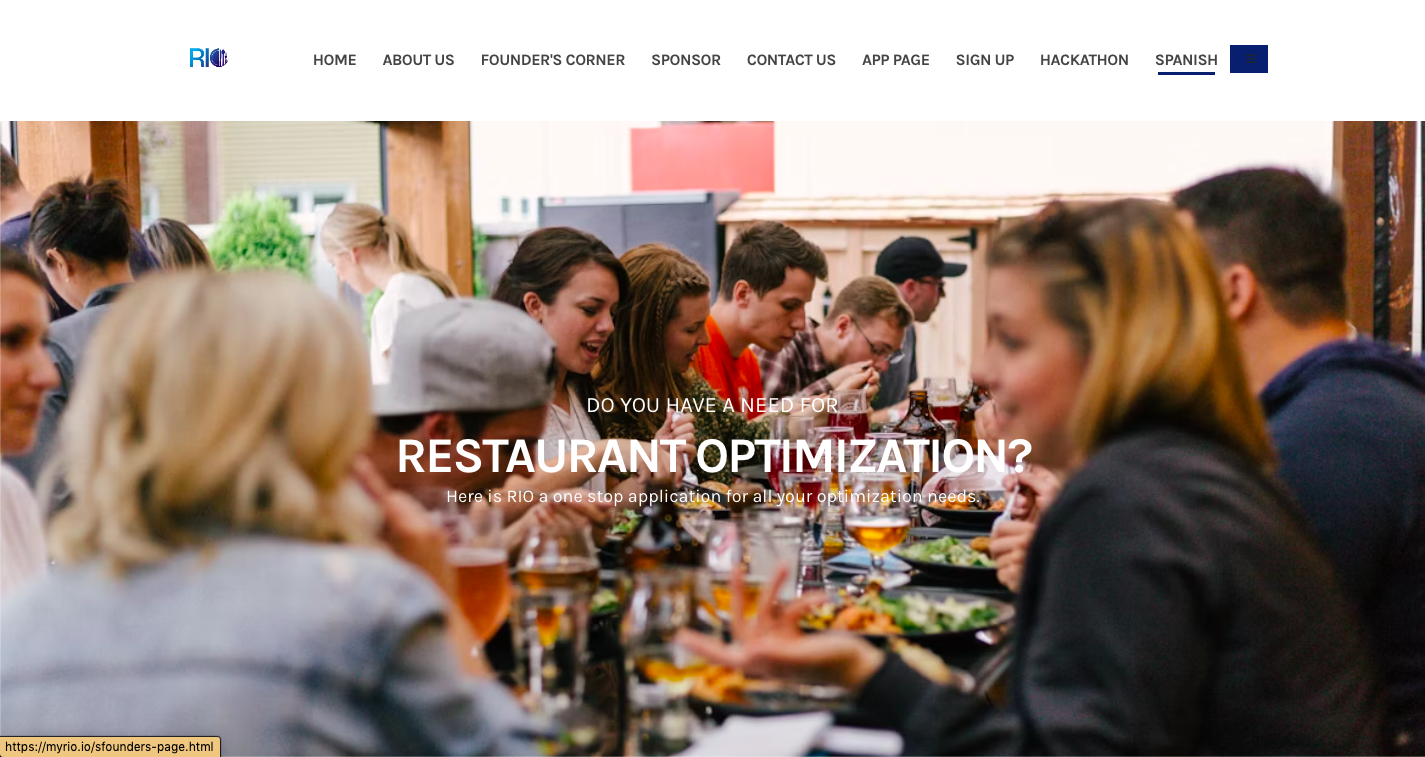 RIO
HOME ABOUT US FOUNDER'S CORNER SPONSOR CONTACT US APP PAGE SIGN UP HACKATHON SPANISH
DO YOU HAVE A NEED FOR
RESTAURANT OPTIMIZATION?
Here is RIO a one stop application for all your optimization needs.
https://myrio.io/sfounders-page.html